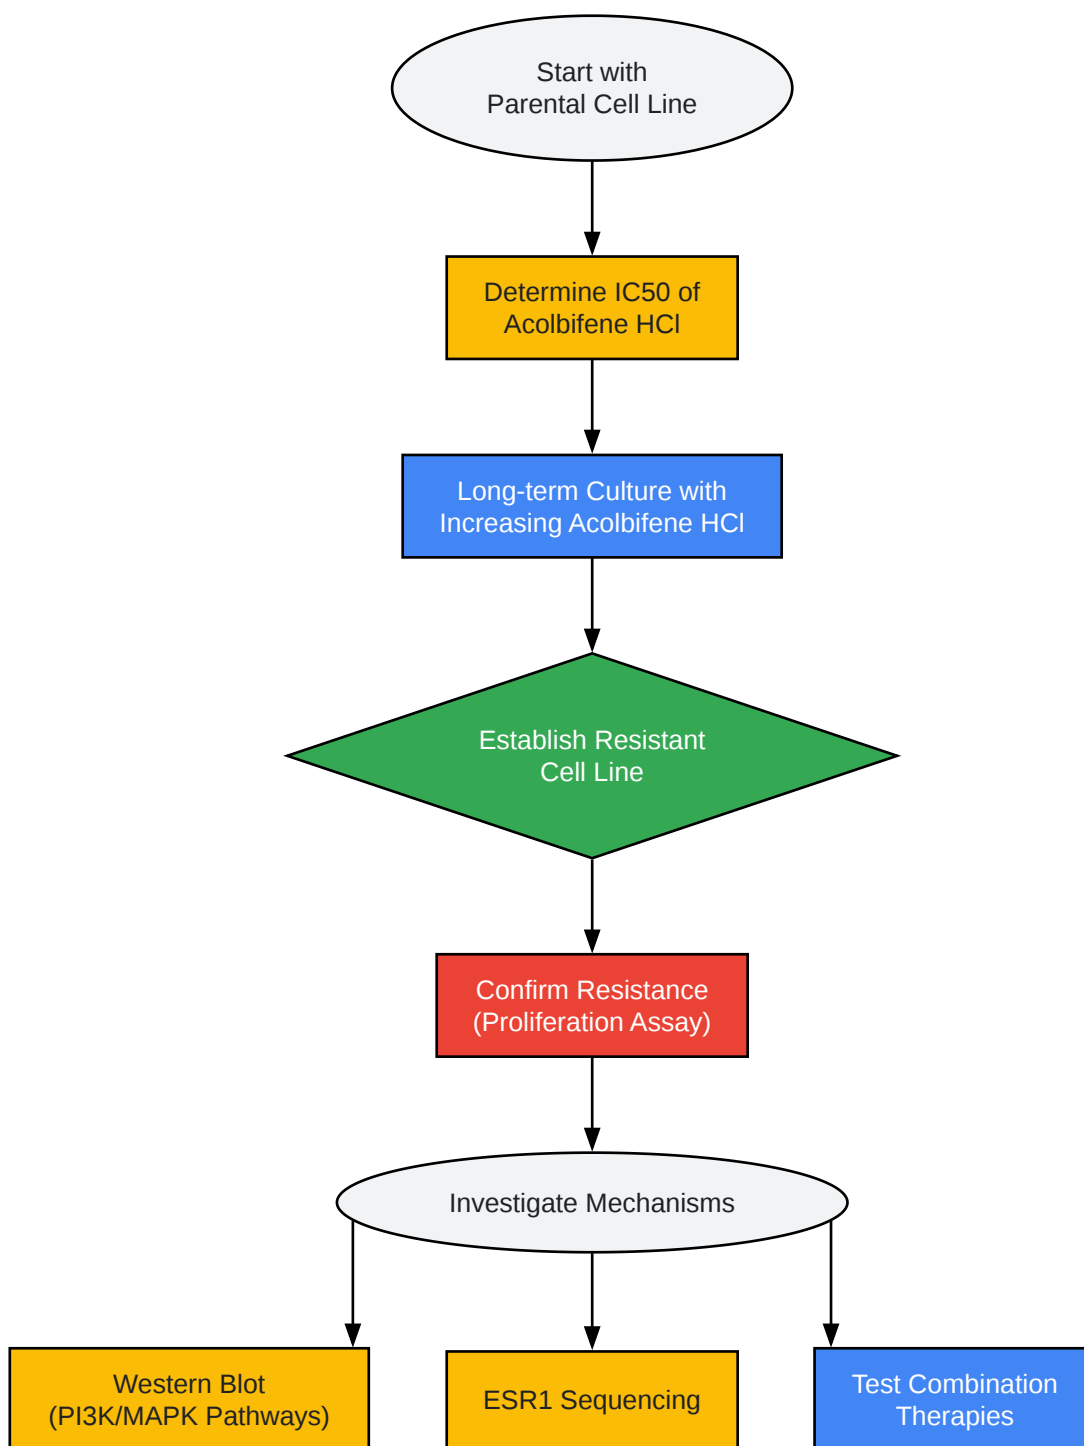 Start with
Parental Cell Line
Determine IC50 of
Acolbifene HCl
Long-term Culture with
Increasing Acolbifene HCl
Establish Resistant
Cell Line
Confirm Resistance
(Proliferation Assay)
Investigate Mechanisms
Western Blot
(PI3K/MAPK Pathways)
ESR1 Sequencing
Test Combination
Therapies